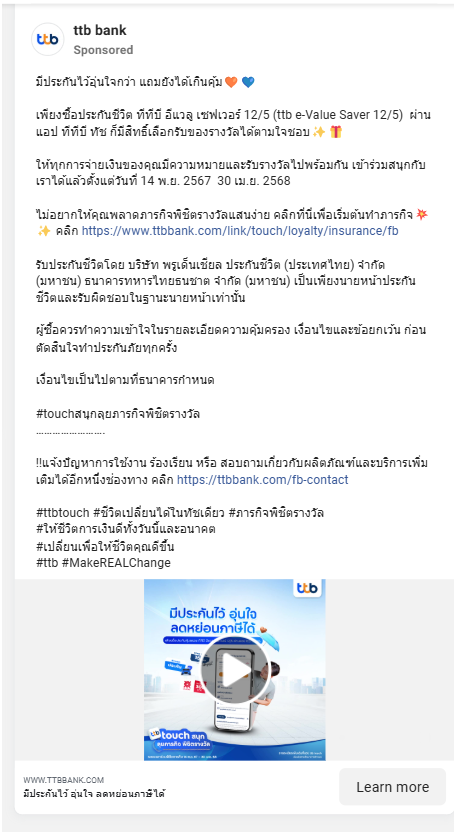 ttb
ttb bank
Sponsored
มีประกันไว้อุ่นใจกว่า แถมยังได้เกินคุ้ม🧡 💙
เพียงซื้อประกันชีวิต ทีทีบี อีแวลู เซฟเวอร์ 12/5 (ttb e-Value Saver 12/5) ผ่าน
แอป ทีทีบี ทัช ก็มีสิทธิ์เลือกรับของรางวัลได้ตามใจชอบ✨ 🎁
ให้ทุกการจ่ายเงินของคุณมีความหมายและรับรางวัลไปพร้อมกัน เข้าร่วมสนุกกับ
เราได้แล้วตั้งแต่วันที่ 14 พ.ย. 2567 30 เม.ย. 2568
ไม่อยากให้คุณพลาดภารกิจพิชิตรางวัลแสนง่าย คลิกที่นี่เพื่อเริ่มต้นทำภารกิจ 💥
✨ คลิก https://www.ttbbank.com/link/touch/loyalty/insurance/fb
รับประกันชีวิตโดย บริษัท พรูเด็นเชียล ประกันชีวิต (ประเทศไทย) จำกัด
(มหาชน) ธนาคารทหารไทยธนชาต จำกัด (มหาชน) เป็นเพียงนายหน้าประกัน
ชีวิตและรับผิดชอบในฐานะนายหน้าเท่านั้น
ผู้ซื้อควรทำความเข้าใจในรายละเอียดความคุ้มครอง เงื่อนไขและข้อยกเว้น ก่อน
ตัดสินใจทำประกันภัยทุกครั้ง
เงื่อนไขเป็นไปตามที่ธนาคารกำหนด
#touchสนุกลุยภารกิจพิชิตรางวัล
…………………….
!!แจ้งปัญหาการใช้งาน ร้องเรียน หรือ สอบถามเกี่ยวกับผลิตภัณฑ์และบริการเพิ่ม
เติมได้อีกหนึ่งช่องทาง คลิก https://ttbbank.com/fb-contact
#ttbtouch #ชีวิตเปลี่ยนได้ในทัชเดียว #ภารกิจพิชิตรางวัล
#ให้ชีวิตการเงินดีทั้งวันนี้และอนาคต
#เปลี่ยนเพื่อให้ชีวิตคุณดีขึ้น
#ttb #MakeREALChange
ttb
มีประกันไว้ อุ่นใจ
ลดหย่อนภาษีได้
ttb touch สนุก
ลุยภารกิจ พิชิตรางวัล
WWW.TTBBANK.COM
มีประกันไว้ อุ่นใจ ลดหย่อนภาษีได้
Learn more